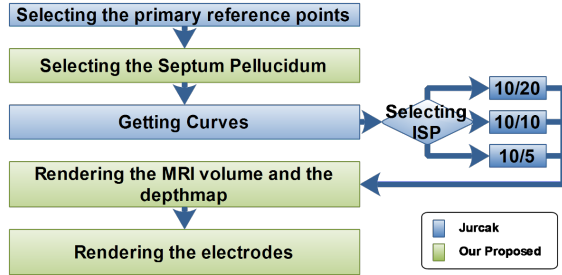 Selecting the primary reference points
Selecting the Septum Pellucidum
Getting Curves
Selecting
ISP
10/20
10/10
10/5
Rendering the MRI volume and the
depthmap
Rendering the electrodes
Jurcak
Our Proposed